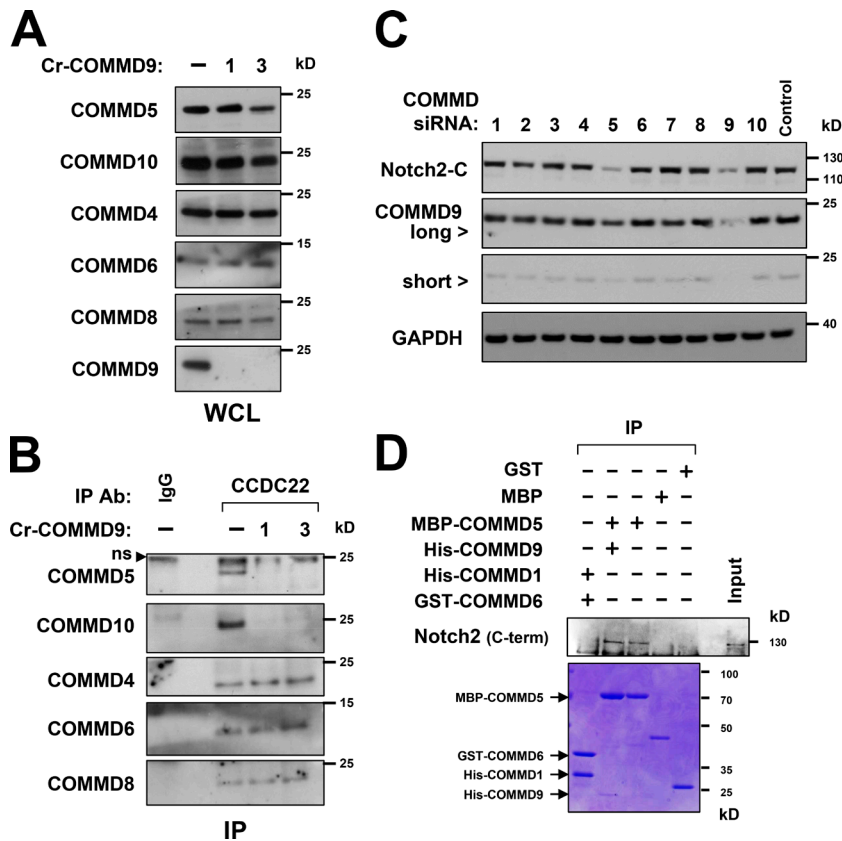 A
Cr-COMMD9: – 1 3 kD
COMMD5 25
COMMD10 25
COMMD4 25
COMMD6 15
COMMD8 25
COMMD9 25
WCL
B
IP Ab: IgG CCDC22
Cr-COMMD9: – – 1 3 kD
ns 25
COMMD5
COMMD10 25
COMMD4 25
COMMD6 15
COMMD8 25
IP
C
COMMD
siRNA: 1 2 3 4 5 6 7 8 9 10 Control kD
Notch2-C 130
110
COMMD9 25
long >
short > 25
GAPDH 40
D
IP
GST – – – – +
MBP – – – + –
MBP-COMMD5 – + + – –
His-COMMD9 – + – – –
His-COMMD1 + – – – –
GST-COMMD6 + – – – –
Input
kD
Notch2 (C-term) 130
100
MBP-COMMD5 70
50
GST-COMMD6
His-COMMD1 35
His-COMMD9 25
kD